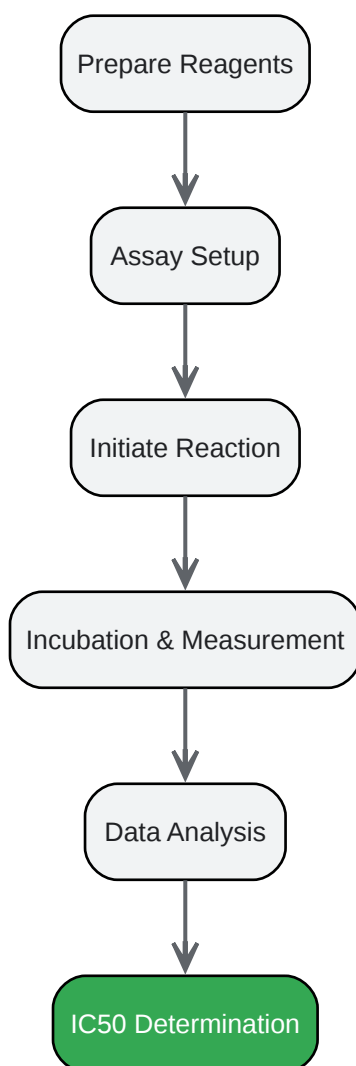 Prepare Reagents
Assay Setup
Initiate Reaction
Incubation & Measurement
Data Analysis
IC50 Determination